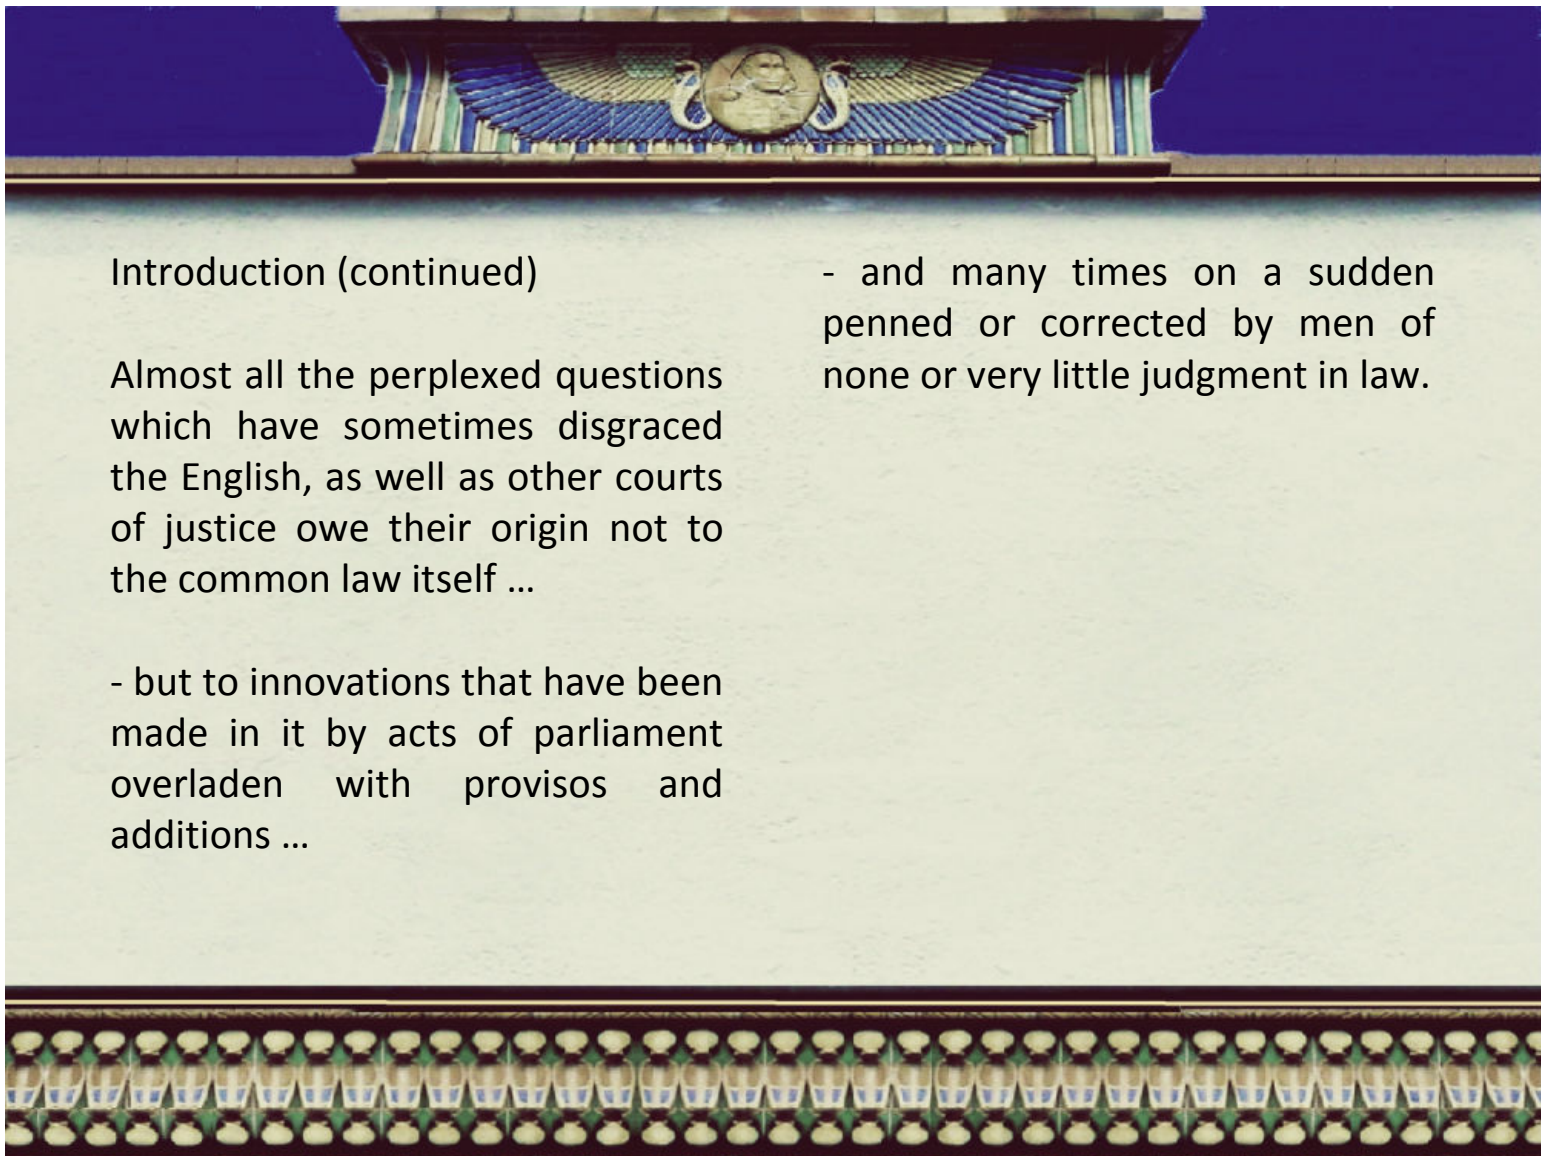 Introduction (continued)
Almost all the perplexed questions
which have sometimes disgraced
the English, as well as other courts
of justice owe their origin not to
the common law itself …
- but to innovations that have been
made in it by acts of parliament
overladen with provisos and
additions …
- and many times on a sudden
penned or corrected by men of
none or very little judgment in law.